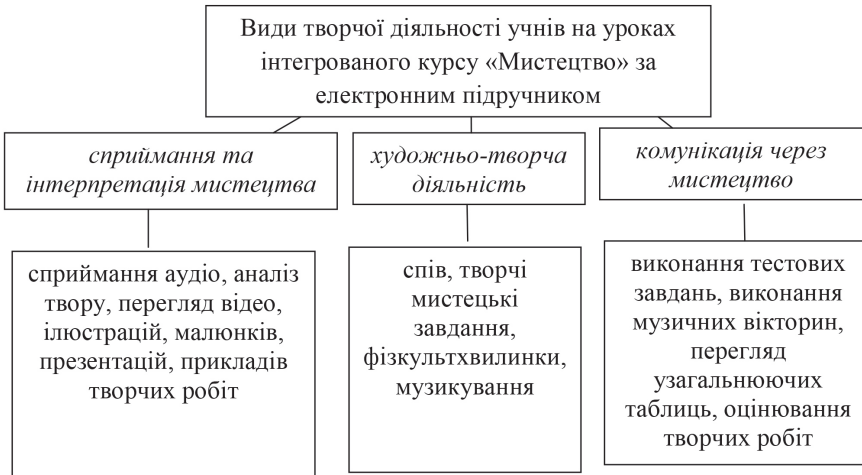 Види творчої діяльності учнів на уроках
інтегрованого курсу «Мистецтво» за
електронним підручником
сприймання та
інтерпретація мистецтва
художньо-творча
діяльність
комунікація через
мистецтво
сприймання аудіо, аналіз
твору, перегляд відео,
ілюстрацій, малюнків,
презентацій, прикладів
творчих робіт
спів, творчі
мистецькі
завдання,
фізкультхвилинки,
музикування
виконання тестових
завдань, виконання
музичних вікторин,
перегляд
узагальнюючих
таблиць, оцінювання
творчих робіт